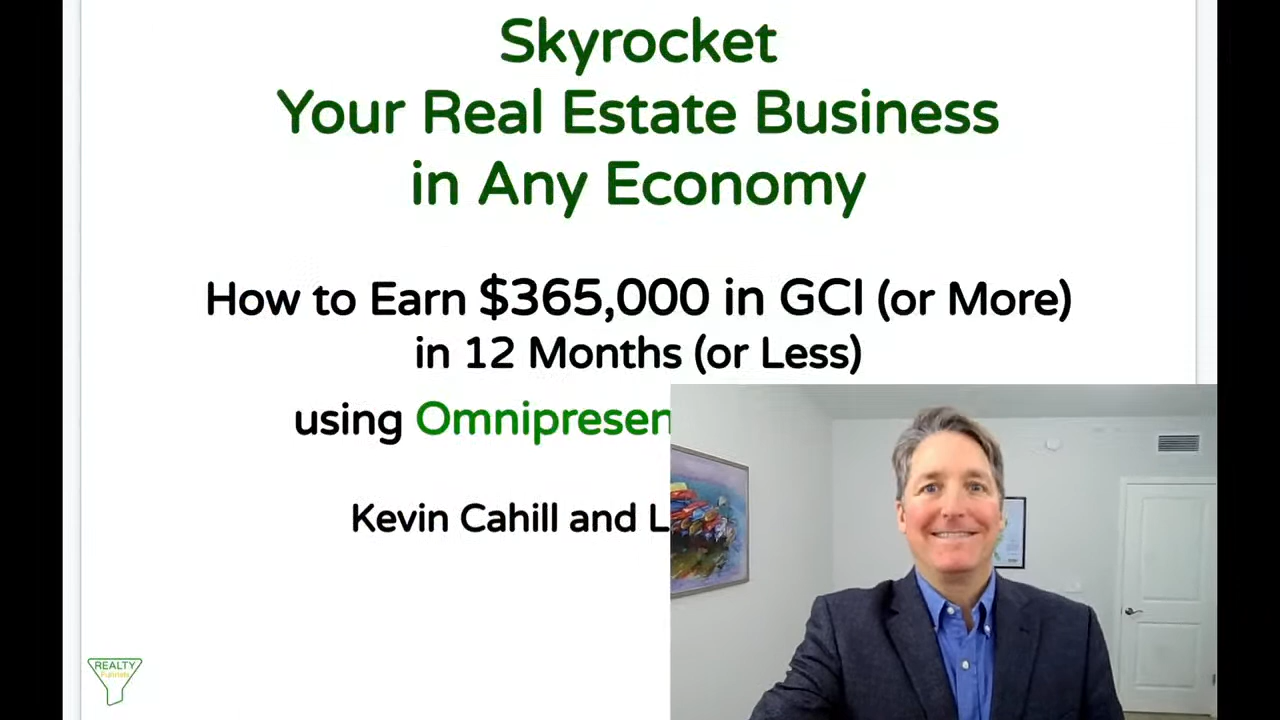 Skyrocket
Your Real Estate Business
in Any Economy
How to Earn $365,000 in GCI (or More)
in 12 Months (or Less)
using Omnipresen
Kevin Cahill and L
REALTY
Funnels